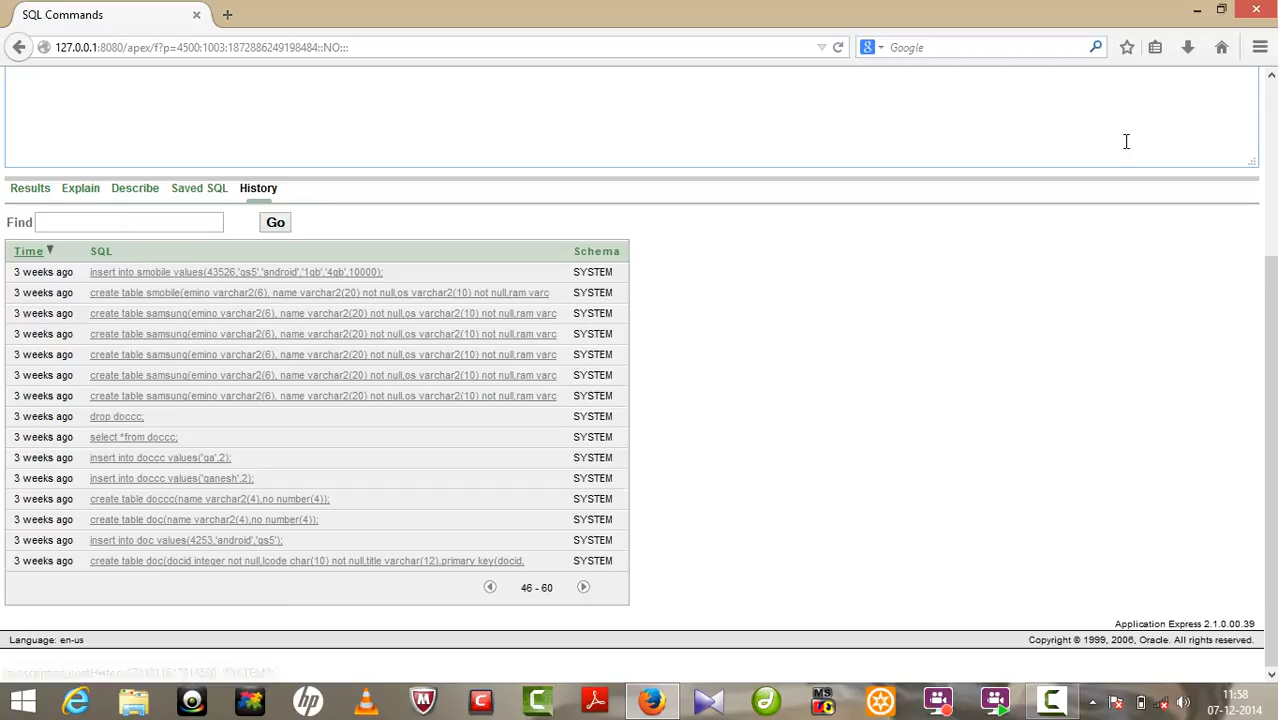 SQL Commands
127.0.0.1:8080/apex/f?p=4500:1003:1872886249198484::NO:::
Google
Results Explain Describe Saved SQL History
Find Go
Time SQL Schema
3 weeks ago insert into smobile values(43526,'gs5','android','1gb','4gb',10000); SYSTEM
3 weeks ago create table smobile(emino varchar2(6), name varchar2(20) not null,os varchar2(10) not null,ram varc SYSTEM
3 weeks ago create table samsung(emino varchar2(6), name varchar2(20) not null,os varchar2(10) not null,ram varc SYSTEM
3 weeks ago create table samsung(emino varchar2(6), name varchar2(20) not null,os varchar2(10) not null,ram varc SYSTEM
3 weeks ago create table samsung(emino varchar2(6), name varchar2(20) not null,os varchar2(10) not null,ram varc SYSTEM
3 weeks ago create table samsung(emino varchar2(6), name varchar2(20) not null,os varchar2(10) not null,ram varc SYSTEM
3 weeks ago create table samsung(emino varchar2(6), name varchar2(20) not null,os varchar2(10) not null,ram varc SYSTEM
3 weeks ago drop doccc; SYSTEM
3 weeks ago select *from doccc; SYSTEM
3 weeks ago insert into doccc values('ga',2); SYSTEM
3 weeks ago insert into doccc values('ganesh',2); SYSTEM
3 weeks ago create table doccc(name varchar2(4),no number(4)); SYSTEM
3 weeks ago create table doc(name varchar2(4),no number(4)); SYSTEM
3 weeks ago insert into doc values(4253,'android','gs5'); SYSTEM
3 weeks ago create table doc(docid integer not null,lcode char(10) not null,title varchar(12),primary key(docid, SYSTEM
46 - 60
Application Express 2.1.0.00.39
Language: en-us Copyright © 1999, 2006, Oracle. All rights reserved.
11:58
07-12-2014